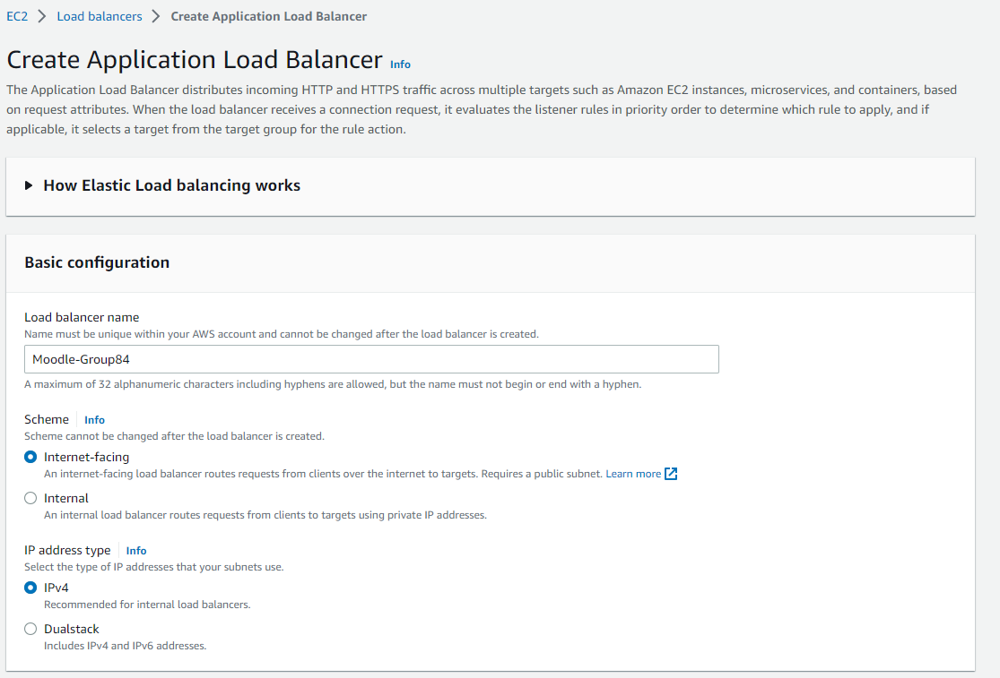 EC2 > Load balancers > Create Application Load Balancer
Create Application Load Balancer Info
The Application Load Balancer distributes incoming HTTP and HTTPS traffic across multiple targets such as Amazon EC2 instances, microservices, and containers, based
on request attributes. When the load balancer receives a connection request, it evaluates the listener rules in priority order to determine which rule to apply, and if
applicable, it selects a target from the target group for the rule action.
How Elastic Load balancing works
Basic configuration
Load balancer name
Name must be unique within your AWS account and cannot be changed after the load balancer is created.
Moodle-Group84
A maximum of 32 alphanumeric characters including hyphens are allowed, but the name must not begin or end with a hyphen.
Scheme Info
Scheme cannot be changed after the load balancer is created.
Internet-facing
An internet-facing load balancer routes requests from clients over the internet to targets. Requires a public subnet. Learn more
Internal
An internal load balancer routes requests from clients to targets using private IP addresses.
IP address type Info
Select the type of IP addresses that your subnets use.
IPv4
Recommended for internal load balancers.
Dualstack
Includes IPv4 and IPv6 addresses.